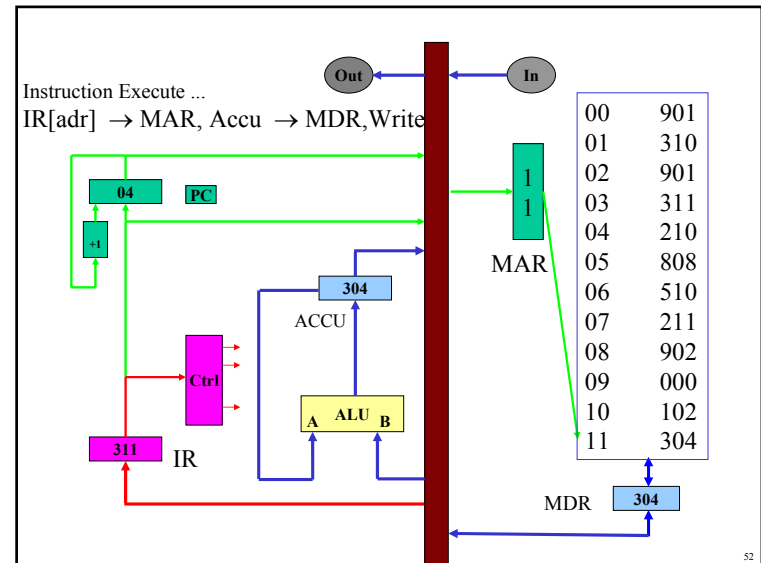 Out
In
Instruction Execute ...
IR[adr] → MAR, Accu → MDR,Write
04
PC
+1
1
1
MAR
304
ACCU
Ctrl
ALU
A
B
311
IR
00 901
01 310
02 901
03 311
04 210
05 808
06 510
07 211
08 902
09 000
10 102
11 304
MDR
304
52